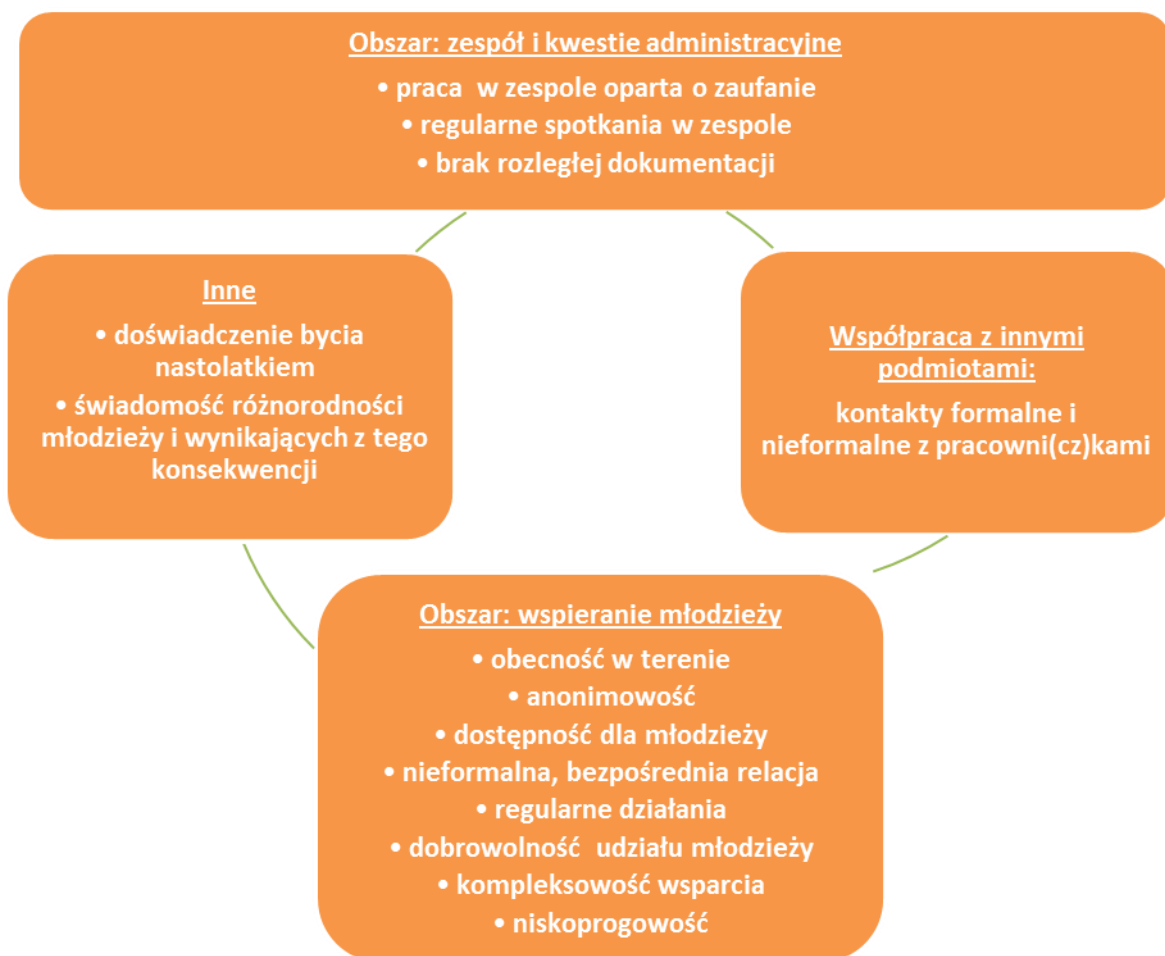 Obszar: zespół i kwestie administracyjne
• praca w zespole oparta o zaufanie
• regularne spotkania w zespole
• brak rozległej dokumentacji
Inne
• doświadczenie bycia
nastolatkiem
• świadomość różnorodności
młodzieży i wynikających z tego
konsekwencji
Współpraca z innymi
podmiotami:
kontakty formalne i
nieformalne z pracowni(cz)kami
Obszar: wspieranie młodzieży
• obecność w terenie
• anonimowość
• dostępność dla młodzieży
• nieformalna, bezpośrednia relacja
• regularne działania
• dobrowolność udziału młodzieży
• kompleksowość wsparcia
• niskoprogowość